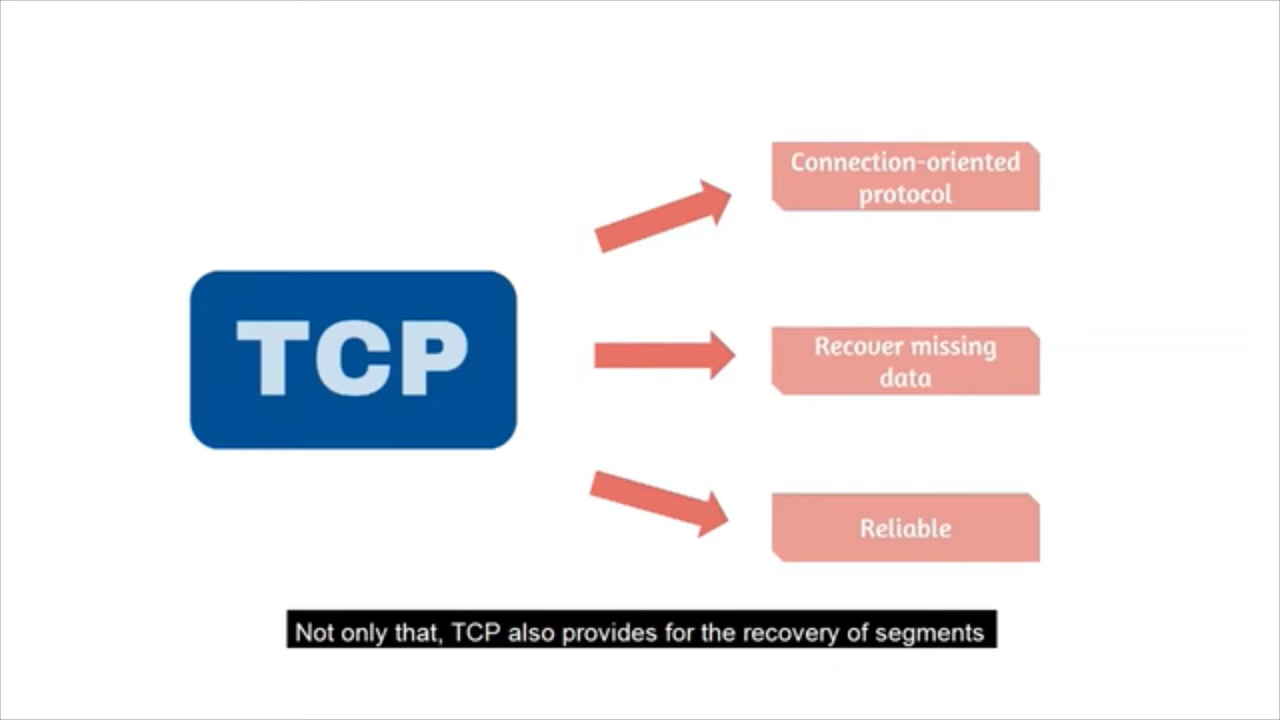 TCP
Connection-oriented
protocol
Recover missing
data
Reliable
Not only that, TCP also provides for the recovery of segments